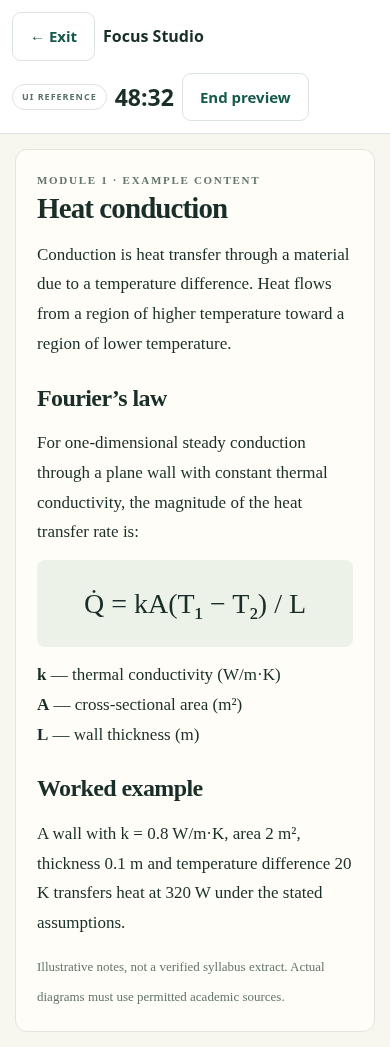 ← Exit
Focus Studio
UI REFERENCE
48:32
End preview
MODULE 1 · EXAMPLE CONTENT
Heat conduction
Conduction is heat transfer through a material
due to a temperature difference. Heat flows
from a region of higher temperature toward a
region of lower temperature.
Fourier’s law
For one-dimensional steady conduction
through a plane wall with constant thermal
conductivity, the magnitude of the heat
transfer rate is:
Q̇ = kA(T₁ − T₂) / L
k — thermal conductivity (W/m·K)
A — cross-sectional area (m²)
L — wall thickness (m)
Worked example
A wall with k = 0.8 W/m·K, area 2 m²,
thickness 0.1 m and temperature difference 20
K transfers heat at 320 W under the stated
assumptions.
Illustrative notes, not a verified syllabus extract. Actual
diagrams must use permitted academic sources.